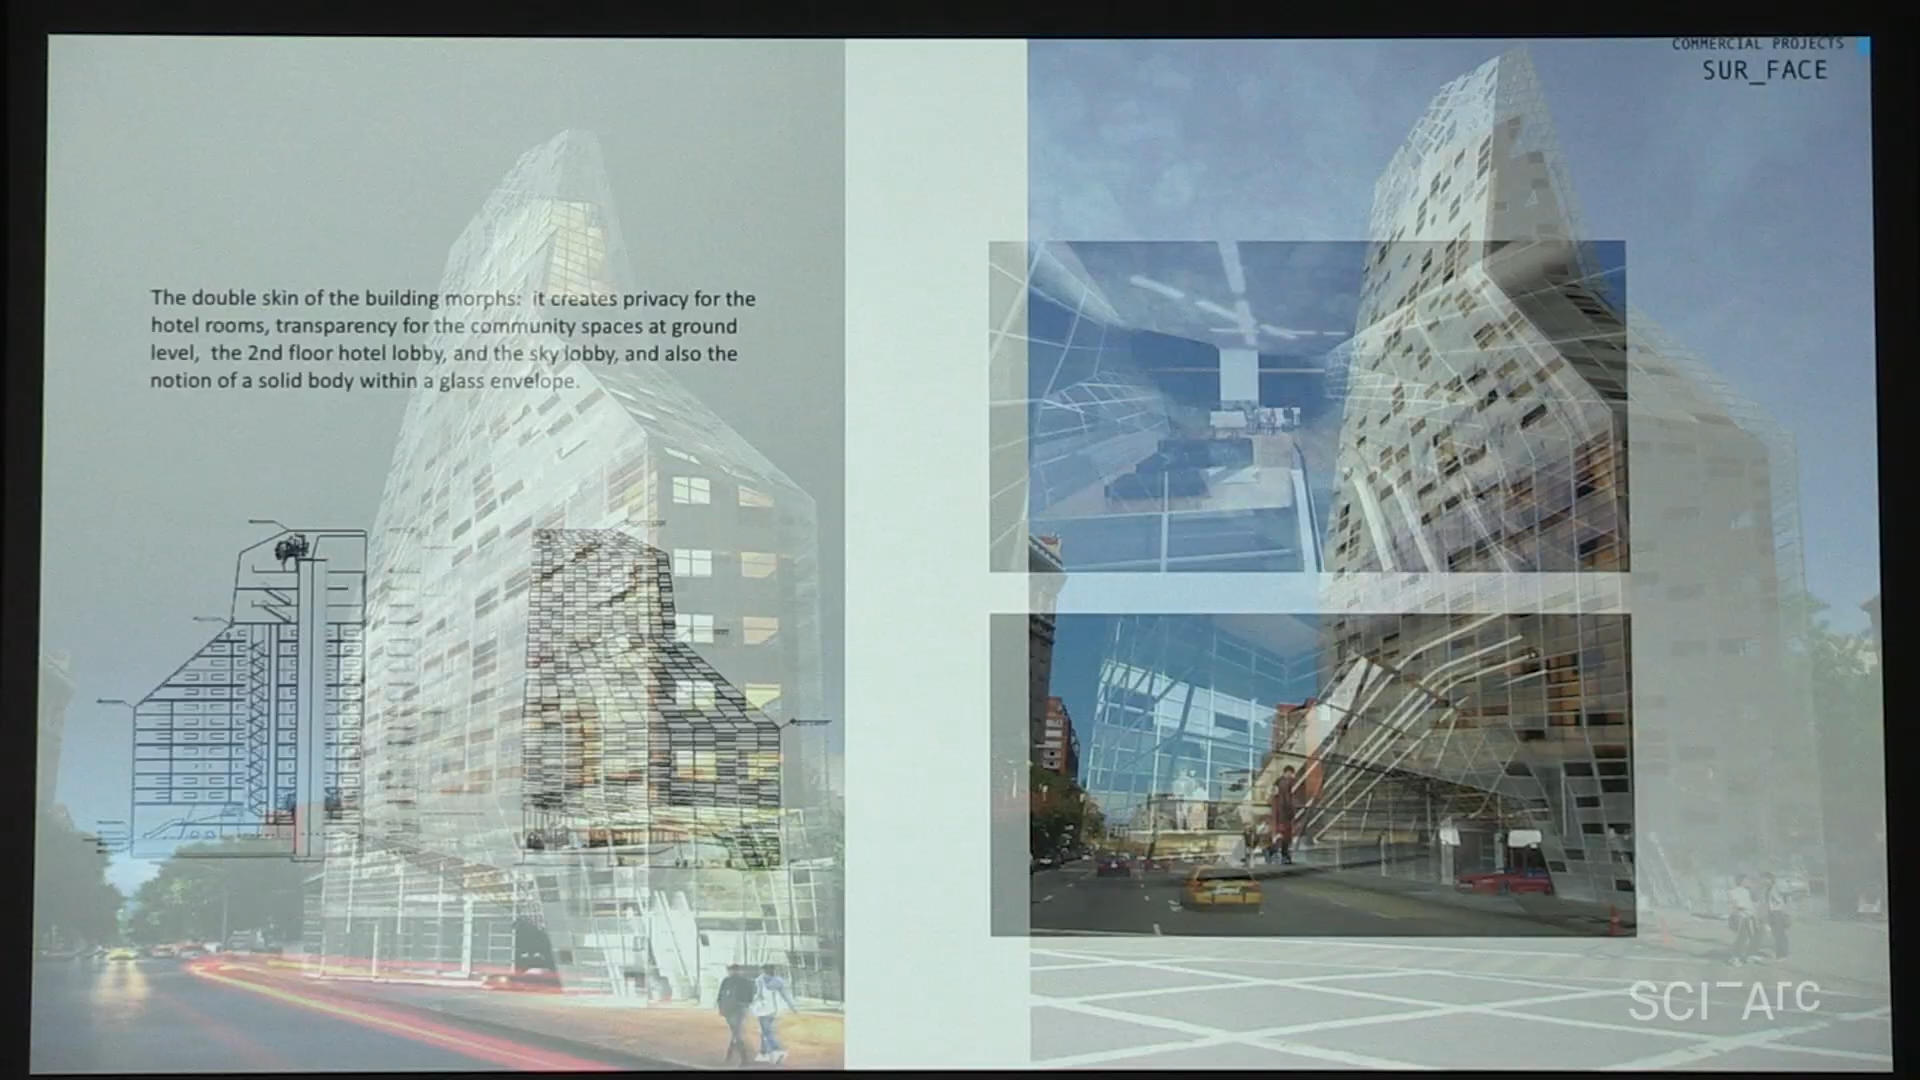 COMMERCIAL PROJECTS
SUR_FACE
The double skin of the building morphs: it creates privacy for the
hotel rooms, transparency for the community spaces at ground
level, the 2nd floor hotel lobby, and the sky lobby, and also the
notion of a solid body within a glass envelope.
SCI-Arc